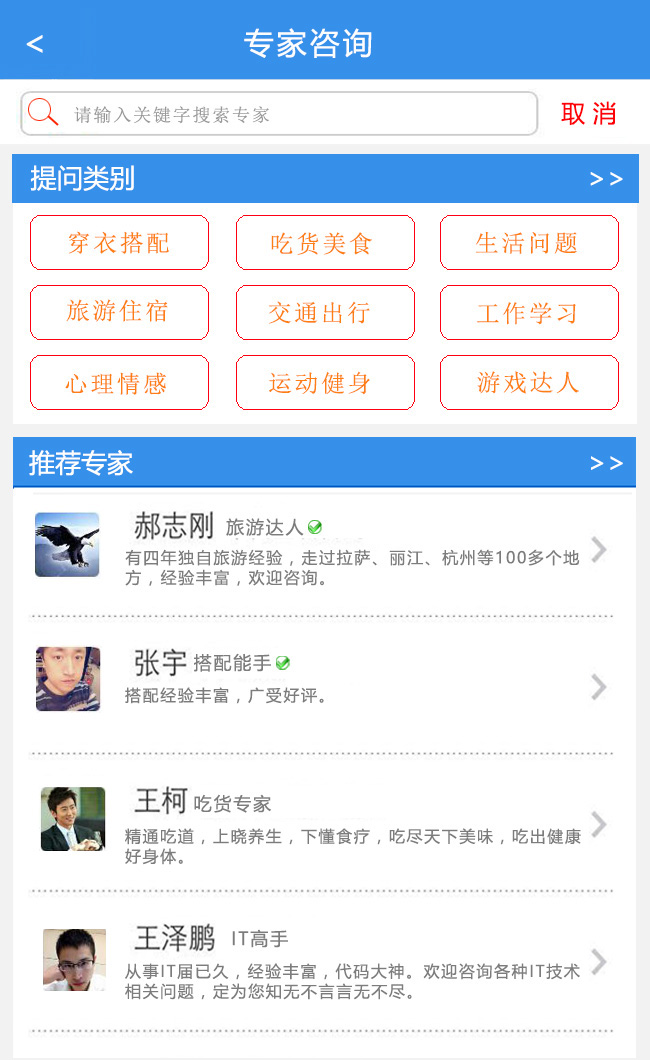 <
专家咨询
请输入关键字搜索专家
取消
提问类别
>>
穿衣搭配
吃货美食
生活问题
旅游住宿
交通出行
工作学习
心理情感
运动健身
游戏达人
推荐专家
>>
郝志刚 旅游达人
有四年独自旅游经验，走过拉萨、丽江、杭州等100多个地
方，经验丰富，欢迎咨询。
张宇 搭配能手
搭配经验丰富，广受好评。
王柯 吃货专家
精通吃道，上晓养生，下懂食疗，吃尽天下美味，吃出健康
好身体。
王泽鹏 IT高手
从事IT届已久，经验丰富，代码大神。欢迎咨询各种IT技术
相关问题，定为您知无不言言无不尽。